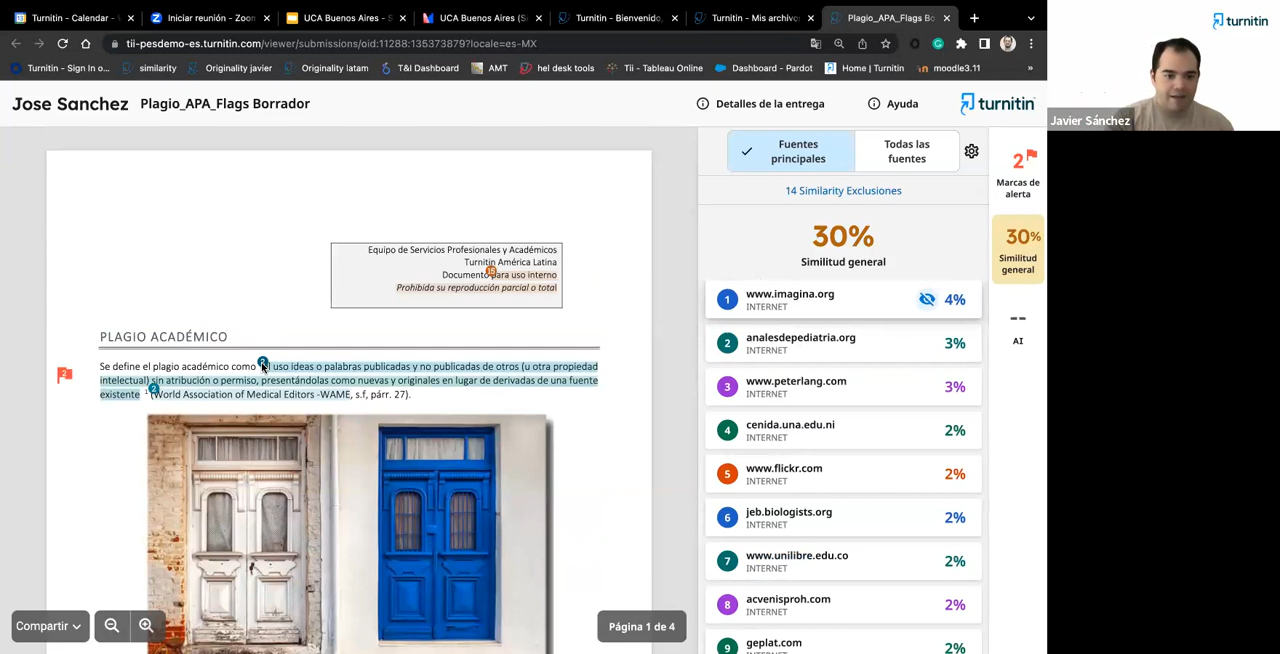 Turnitin - Calendar -
Iniciar reunión - Zoom
UCA Buenos Aires - S
UCA Buenos Aires (S
Turnitin - Bienvenido,
Turnitin - Mis archivo
Plagio_APA_Flags Bo
tii-pesdemo-es.turnitin.com/viewer/submissions/oid:11288:135373879?locale=es-MX
Turnitin - Sign In o...
similarity
Originality javier
Originality latam
T&I Dashboard
AMT
hel desk tools
Tii - Tableau Online
Dashboard - Pardot
Home | Turnitin
moodle3.11
»
turnitin
Javier Sánchez
Jose Sanchez
Plagio_APA_Flags Borrador
Detalles de la entrega
Ayuda
turnitin
Equipo de Servicios Profesionales y Académicos
Turnitin América Latina
Documento para uso interno
15
Prohibida su reproducción parcial o total
PLAGIO ACADÉMICO
2
Se define el plagio académico como uso ideas o palabras publicadas y no publicadas de otros (u otra propiedad
intelectual) sin atribución o permiso, presentándolas como nuevas y originales en lugar de derivadas de una fuente
existente (World Association of Medical Editors -WAME, s.f, párr. 27).
2
2
Compartir
Página 1 de 4
Fuentes principales
Todas las fuentes
14 Similarity Exclusiones
30%
Similitud general
1 www.imagina.org 4%
INTERNET
2 analesdepediatria.org 3%
INTERNET
3 www.peterlang.com 3%
INTERNET
4 cenida.una.edu.ni 2%
INTERNET
5 www.flickr.com 2%
INTERNET
6 jeb.biologists.org 2%
INTERNET
7 www.unilibre.edu.co 2%
INTERNET
8 acvenisproh.com 2%
INTERNET
9 geplat.com 2%
INTERNET
2
Marcas de
alerta
30%
Similitud
general
--
AI